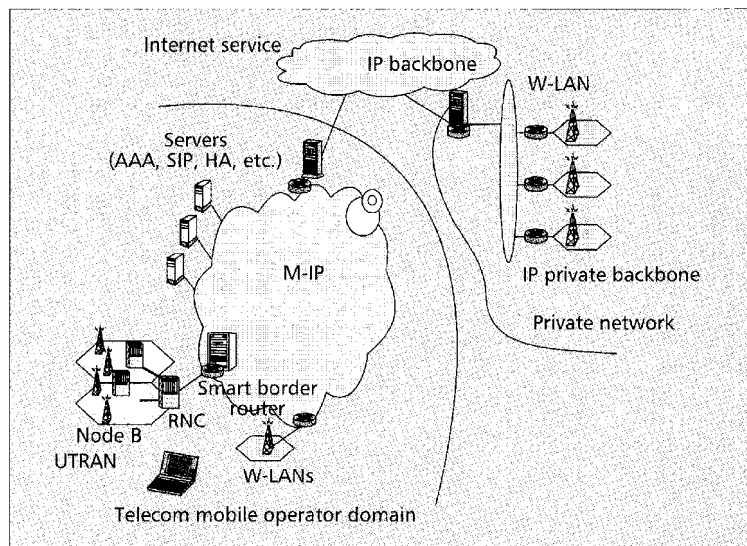 Internet service
IP backbone
W-LAN
Servers
(AAA, SIP, HA, etc.)
M-IP
IP private backbone
Private network
Smart border
router
RNC
Node B
UTRAN
W-LANs
Telecom mobile operator domain